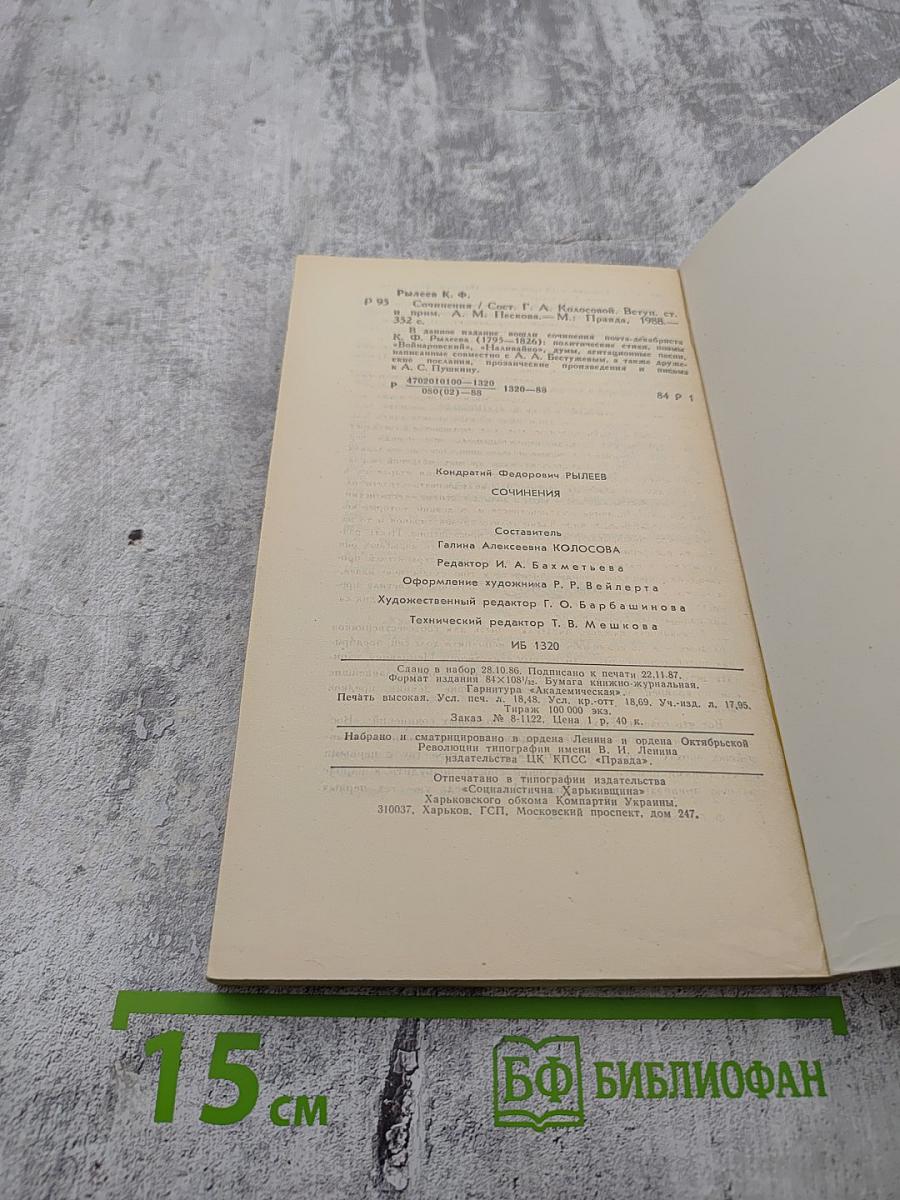 Рылеев К. Ф.
Р 95 Сочинения / Сост. Г. А. Колосовой. Вступ. ст.
и прим. А. М. Пескова.— М.: Правда, 1988.—
352 с.
В данное издание вошли сочинения поэта-декабриста
К. Ф. Рылеева (1795—1826): политические стихи, поэмы
«Войнаровский», «Наливайко», думы, агитационные песни,
написанные совместно с А. А. Бестужевым, а также друже-
ские послания, прозаические произведения и письма
к А. С. Пушкину.
Р 4702010100—1320
080(02)—88
1320—88
84 Р 1
Кондратий Федорович РЫЛЕЕВ
СОЧИНЕНИЯ
Составитель
Галина Алексеевна КОЛОСОВА
Редактор И. А. Бахметьева
Оформление художника Р. Р. Вейлерта
Художественный редактор Г. О. Барбашинова
Технический редактор Т. В. Мешкова
ИБ 1320
Сдано в набор 28.10.86. Подписано к печати 22.11.87.
Формат издания 84×108¹/₃₂. Бумага книжно-журнальная.
Гарнитура «Академическая».
Печать высокая. Усл. печ. л. 18,48. Усл. кр.-отт. 18,69. Уч.-изд. л. 17,95.
Тираж 100 000 экз.
Заказ № 8-1122. Цена 1 р. 40 к.
Набрано и сматрицировано в ордена Ленина и ордена Октябрьской
Революции типографии имени В. И. Ленина
издательства ЦК КПСС «Правда».
Отпечатано в типографии издательства
«Социалистична Харькивщина»
Харьковского обкома Компартии Украины,
310037, Харьков, ГСП, Московский проспект, дом 247.
15 см
БФ БИБЛИОФАН